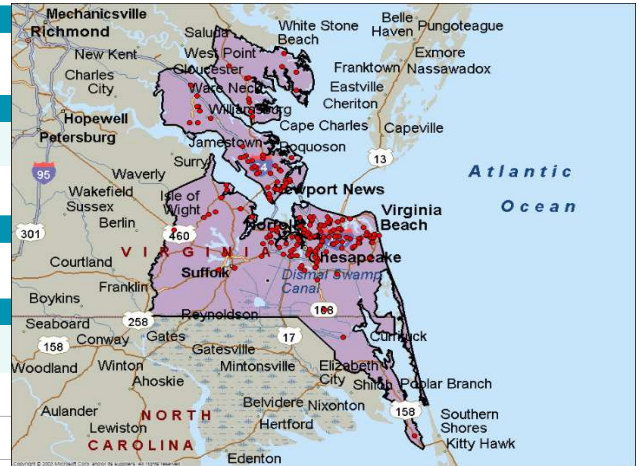 Mechanicsville
Richmond
Saluda
White Stone
Beach
Belle
Haven
Pungoteague
New Kent
West Point
Exmore
Franktown
Nassawadox
Charles
City
Gloucester
Ware Neck
Eastville
Cheriton
Hopewell
Williamsburg
Petersburg
Cape Charles
Capeville
Jamestown
Poquoson
Surry
13
95
Waverly
Atlantic
Ocean
Wakefield
Sussex
Isle of
Wight
Newport News
Berlin
Norfolk
Virginia
Beach
301
460
VIRGINIA
Chesapeake
Courtland
Suffolk
Dismal Swamp
Canal
Franklin
Boykins
168
Reynoldson
258
Seaboard
Conway
Gates
17
Currituck
158
Gatesville
Woodland
Winton
Mintonsville
Elizabeth
City
Shiloh
Poplar Branch
Ahoskie
Belvidere
Nixonton
158
Aulander
NORTH
CAROLINA
Hertford
Southern
Shores
Lewiston
Kitty Hawk
Edenton